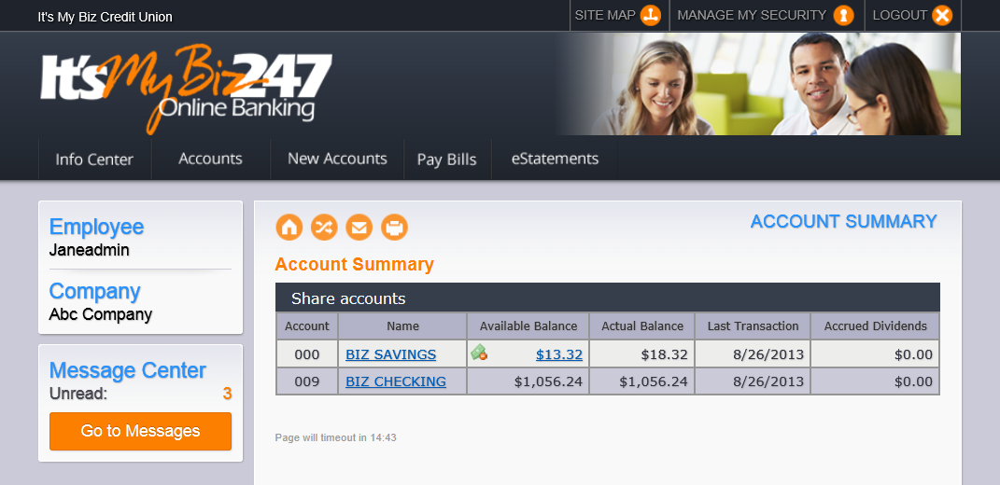 It's My Biz Credit Union
SITE MAP
MANAGE MY SECURITY
LOGOUT
It'sMyBiz247
Online Banking
Info Center
Accounts
New Accounts
Pay Bills
eStatements
Employee
Janeadmin
Company
Abc Company
Message Center
Unread: 3
Go to Messages
ACCOUNT SUMMARY
Account Summary
Share accounts
Account Name Available Balance Actual Balance Last Transaction Accrued Dividends
000 BIZ SAVINGS $13.32 $18.32 8/26/2013 $0.00
009 BIZ CHECKING $1,056.24 $1,056.24 8/26/2013 $0.00
Page will timeout in 14:43